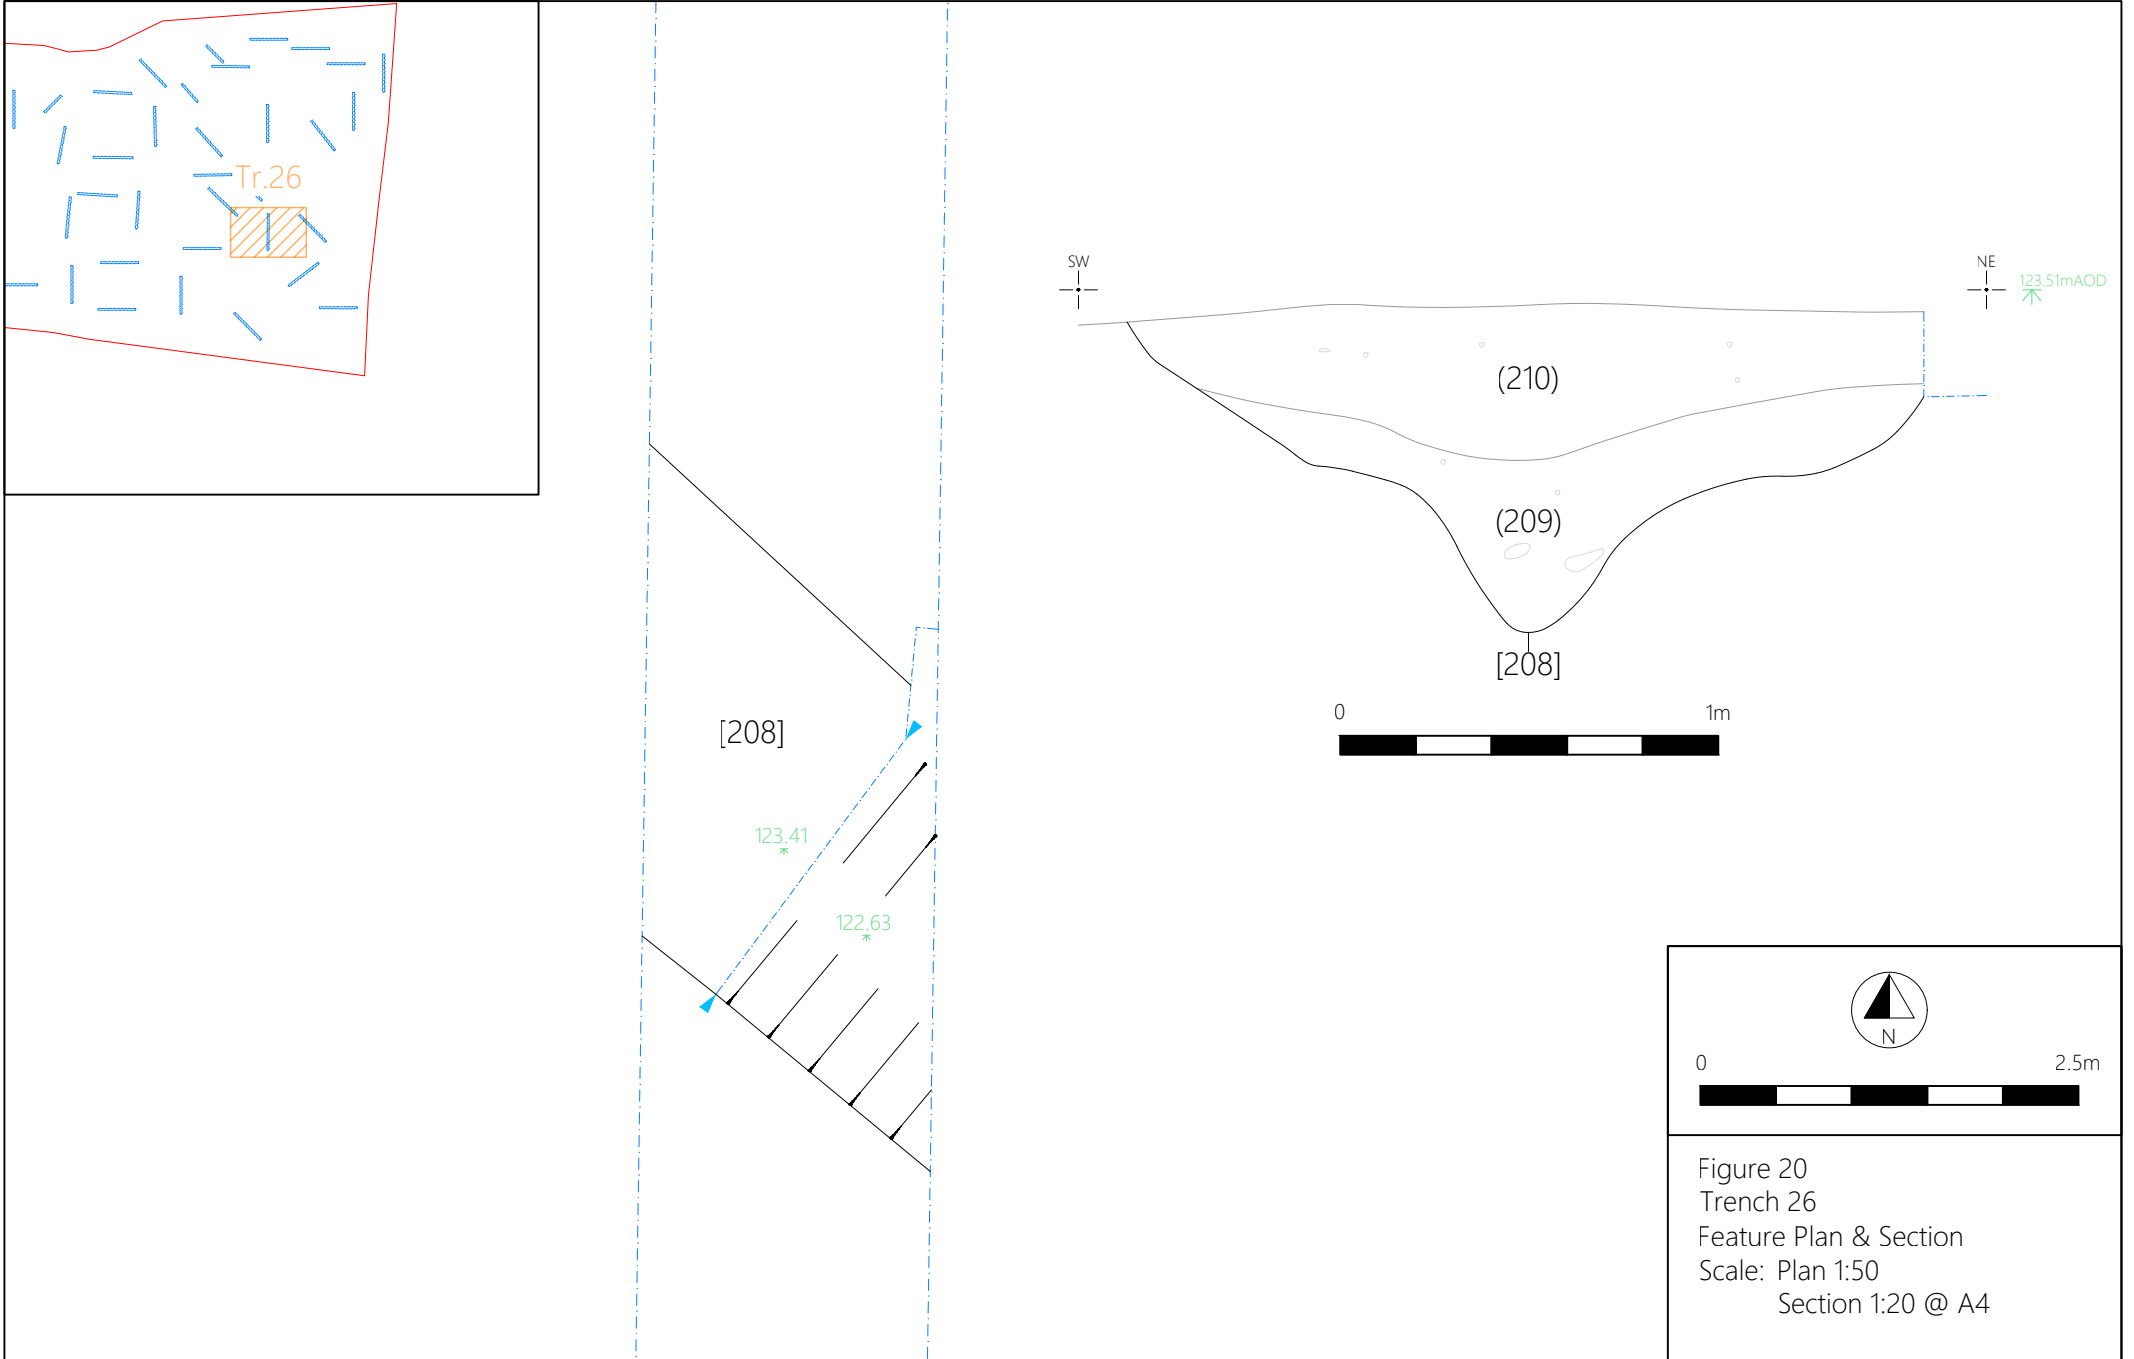 Tr.26
SW
NE
123.51mAOD
(210)
(209)
[208]
0 1m
[208]
123.41
122.63
N
0 2.5m
Figure 20
Trench 26
Feature Plan & Section
Scale: Plan 1:50
Section 1:20 @ A4